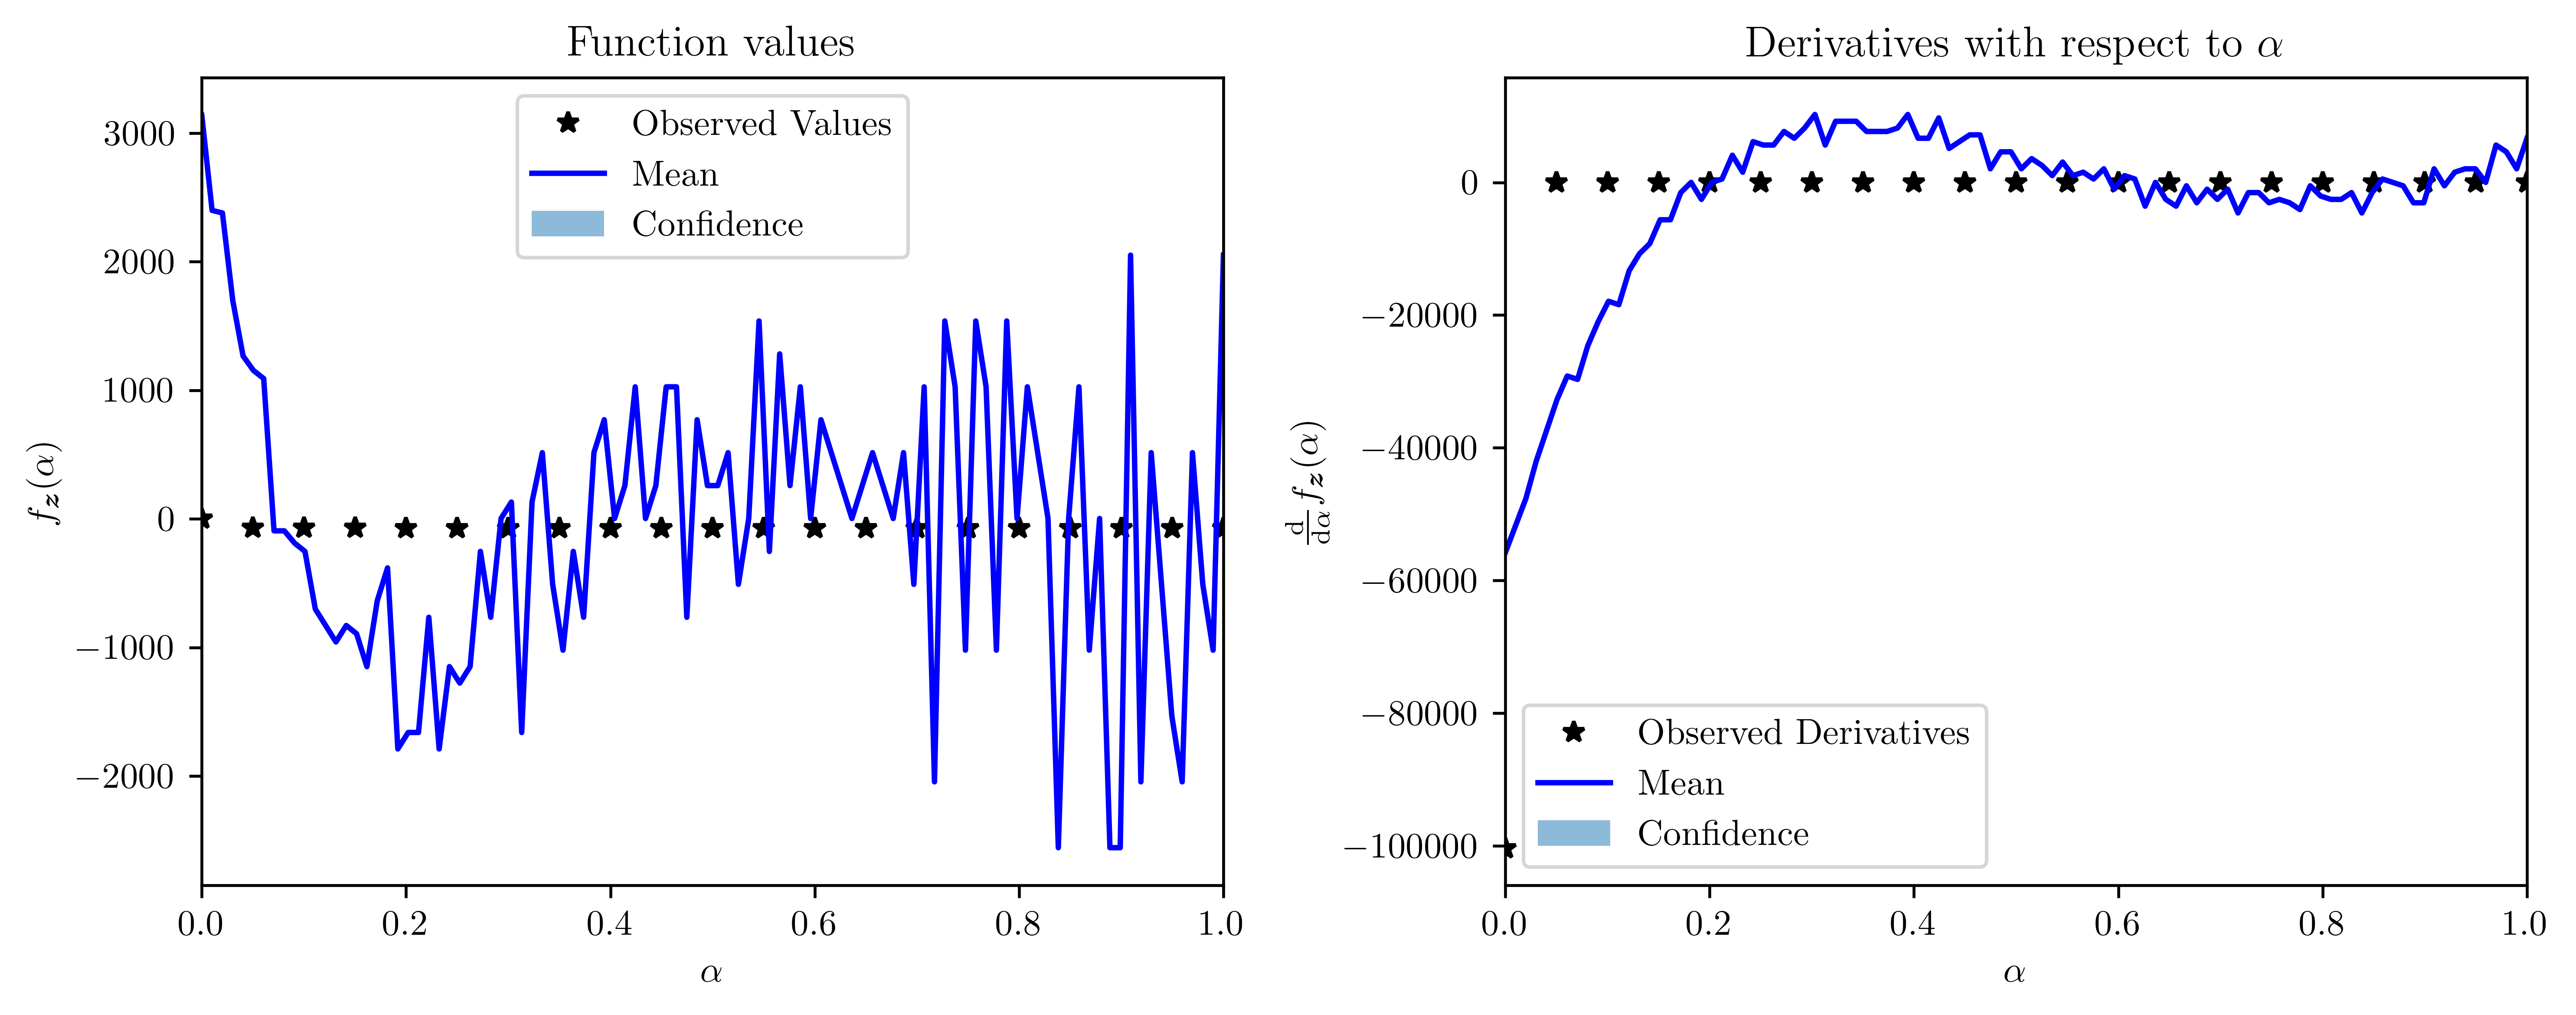 Function values
Observed Values
Mean
Confidence
3000
2000
1000
0
−1000
−2000
f_z(α)
0.0 0.2 0.4 0.6 0.8 1.0
α
Derivatives with respect to α
0
−20000
−40000
−60000
−80000
−100000
d/dα f_z(α)
Observed Derivatives
Mean
Confidence
0.0 0.2 0.4 0.6 0.8 1.0
α